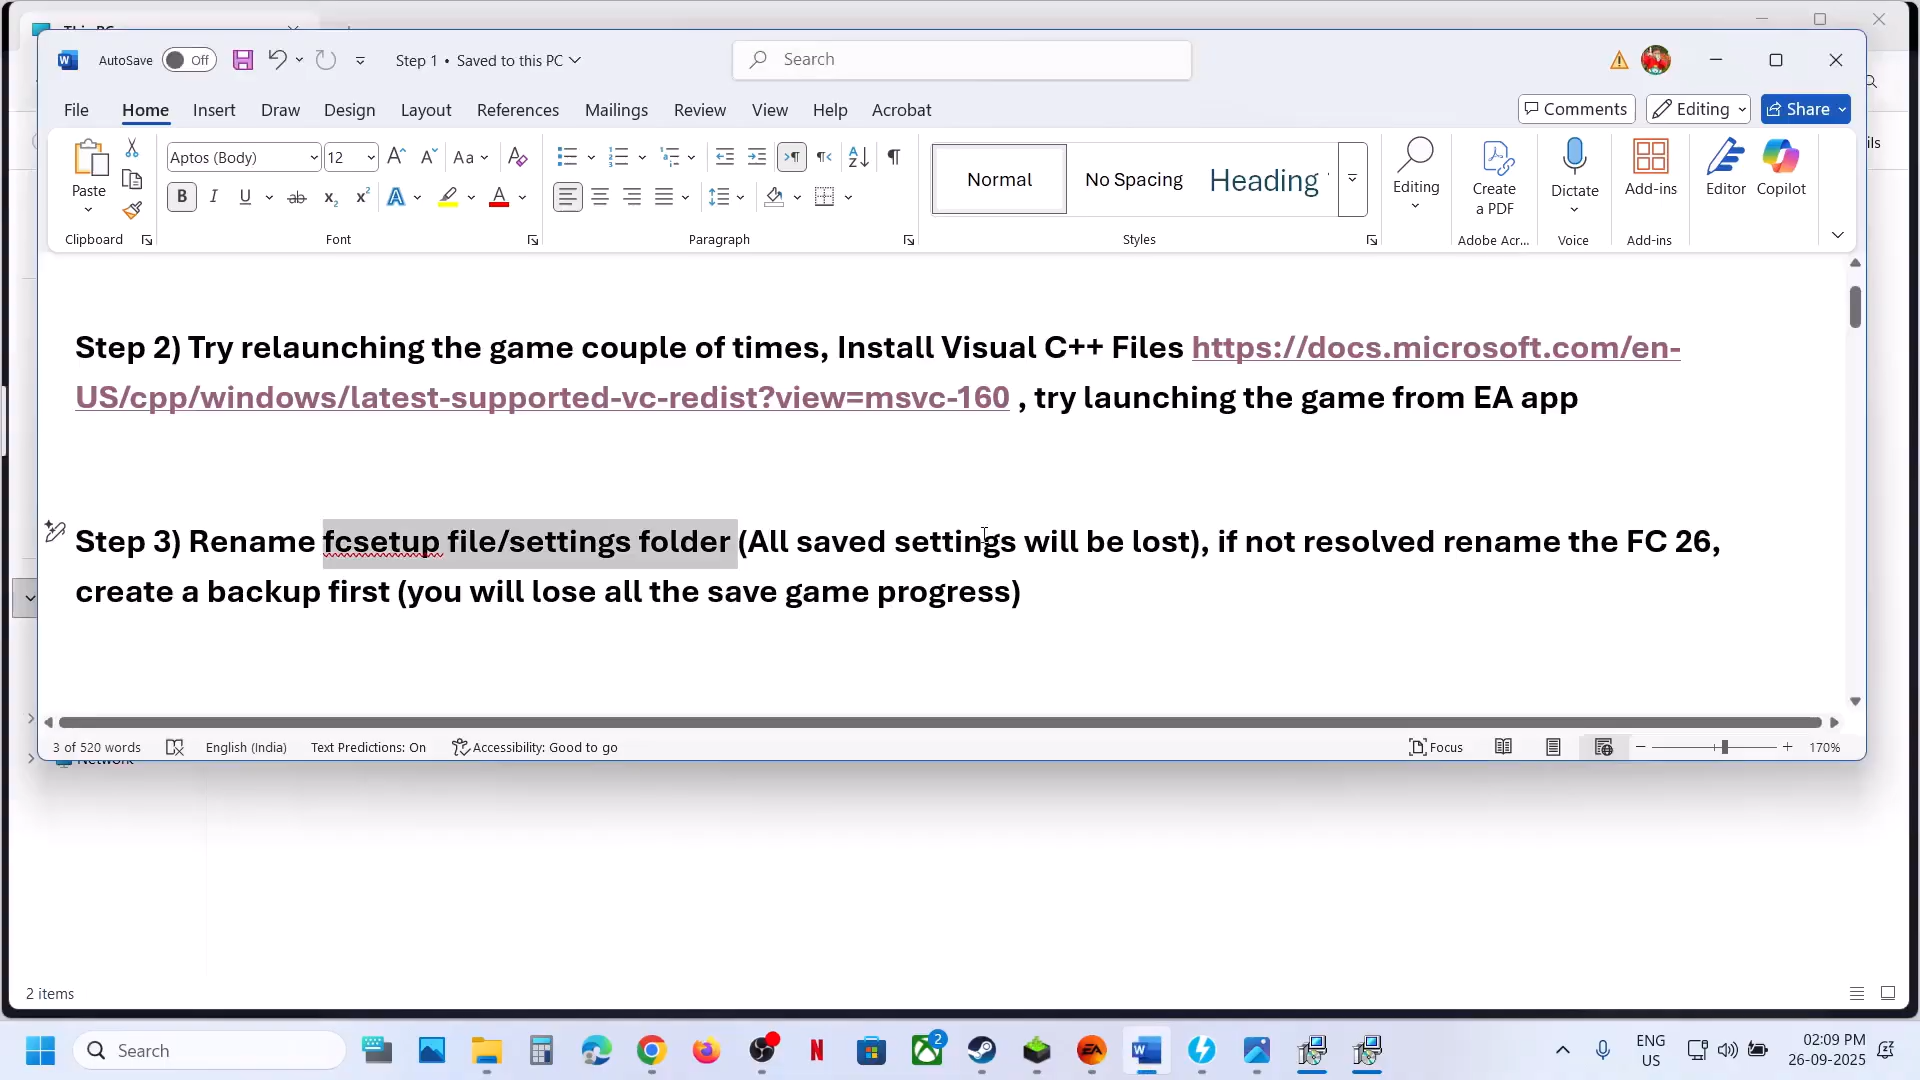 AutoSave Off Step 1 • Saved to this PC Search
File Home Insert Draw Design Layout References Mailings Review View Help Acrobat Comments Editing Share
Paste
Clipboard
Aptos (Body) 12
Font
Paragraph
Normal No Spacing Heading
Styles
Editing
Create a PDF
Adobe Acr...
Dictate
Voice
Add-ins
Add-ins
Editor Copilot
Step 2) Try relaunching the game couple of times, Install Visual C++ Files https://docs.microsoft.com/en-
US/cpp/windows/latest-supported-vc-redist?view=msvc-160 , try launching the game from EA app
Step 3) Rename fcsetup file/settings folder (All saved settings will be lost), if not resolved rename the FC 26,
create a backup first (you will lose all the save game progress)
3 of 520 words English (India) Text Predictions: On Accessibility: Good to go Focus 170%
2 items
Search 2 ENG US 02:09 PM 26-09-2025